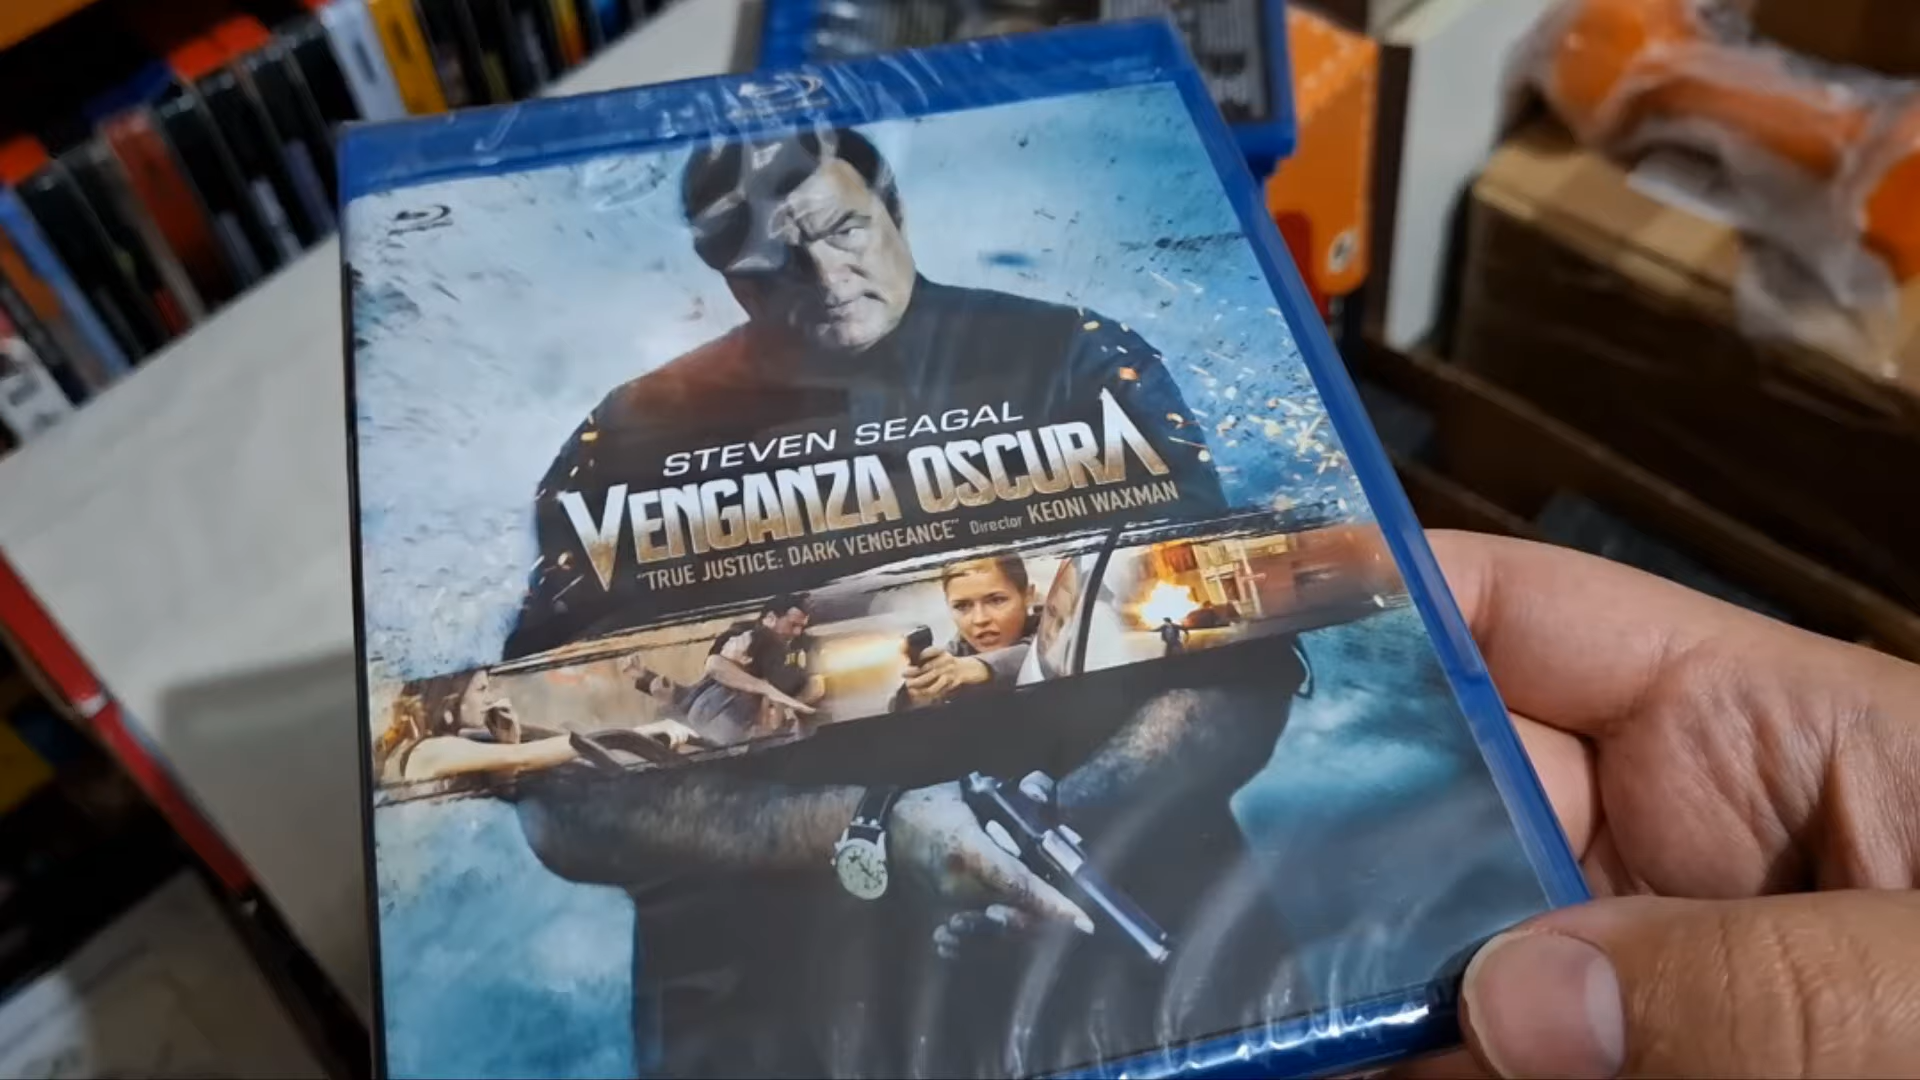 STEVEN SEAGAL
VENGANZA OSCURA
"TRUE JUSTICE: DARK VENGEANCE" Director KEONI WAXMAN